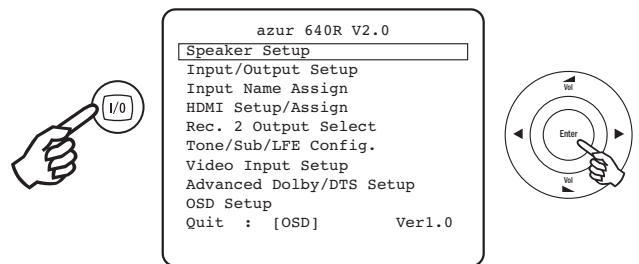 I/0
azur 640R V2.0
Speaker Setup
Input/Output Setup
Input Name Assign
HDMI Setup/Assign
Rec. 2 Output Select
Tone/Sub/LFE Config.
Video Input Setup
Advanced Dolby/DTS Setup
OSD Setup
Quit : [OSD] Ver1.0
Vol
Enter
Vol